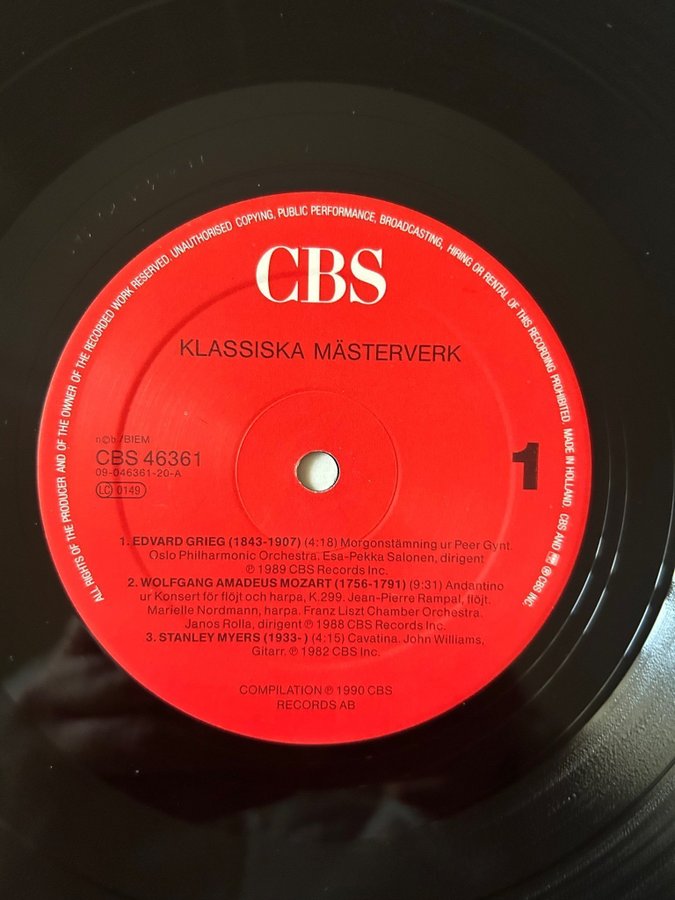 ALL RIGHTS OF THE PRODUCER AND OF THE OWNER OF THE RECORDED WORK RESERVED. UNAUTHORISED COPYING, PUBLIC PERFORMANCE, BROADCASTING, HIRING OR RENTAL OF THIS RECORDING PROHIBITED. MADE IN HOLLAND. CBS AND ℗ CBS INC.
CBS
KLASSISKA MÄSTERVERK
n©b/BIEM
CBS 46361
09-046361-20-A
LC 0149
1
1. EDVARD GRIEG (1843-1907) (4:18) Morgonstämning ur Peer Gynt
Oslo Philharmonic Orchestra. Esa-Pekka Salonen, dirigent
℗ 1989 CBS Records Inc.
2. WOLFGANG AMADEUS MOZART (1756-1791) (9:31) Andantino
ur Konsert för flöjt och harpa, K.299. Jean-Pierre Rampal, flöjt.
Marielle Nordmann, harpa. Franz Liszt Chamber Orchestra.
Janos Rolla, dirigent ℗ 1988 CBS Records Inc.
3. STANLEY MYERS (1933- ) (4:15) Cavatina. John Williams,
Gitarr. ℗ 1982 CBS Inc.
COMPILATION ℗ 1990 CBS
RECORDS AB